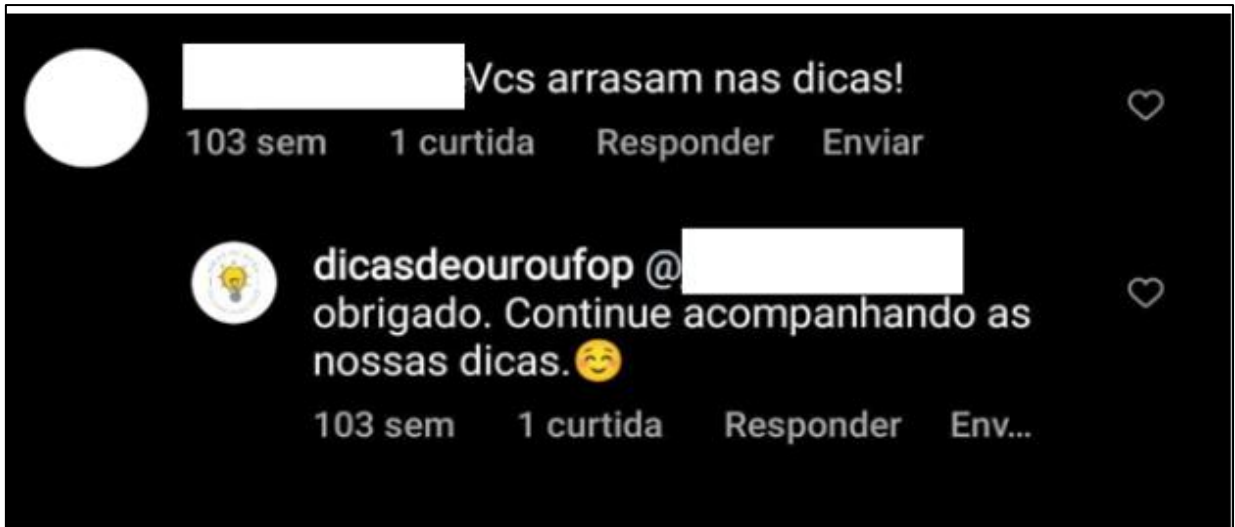 Vcs arrasam nas dicas!
103 sem 1 curtida Responder Enviar
dicasdeouroufop @
obrigado. Continue acompanhando as
nossas dicas.☺️
103 sem 1 curtida Responder Env...